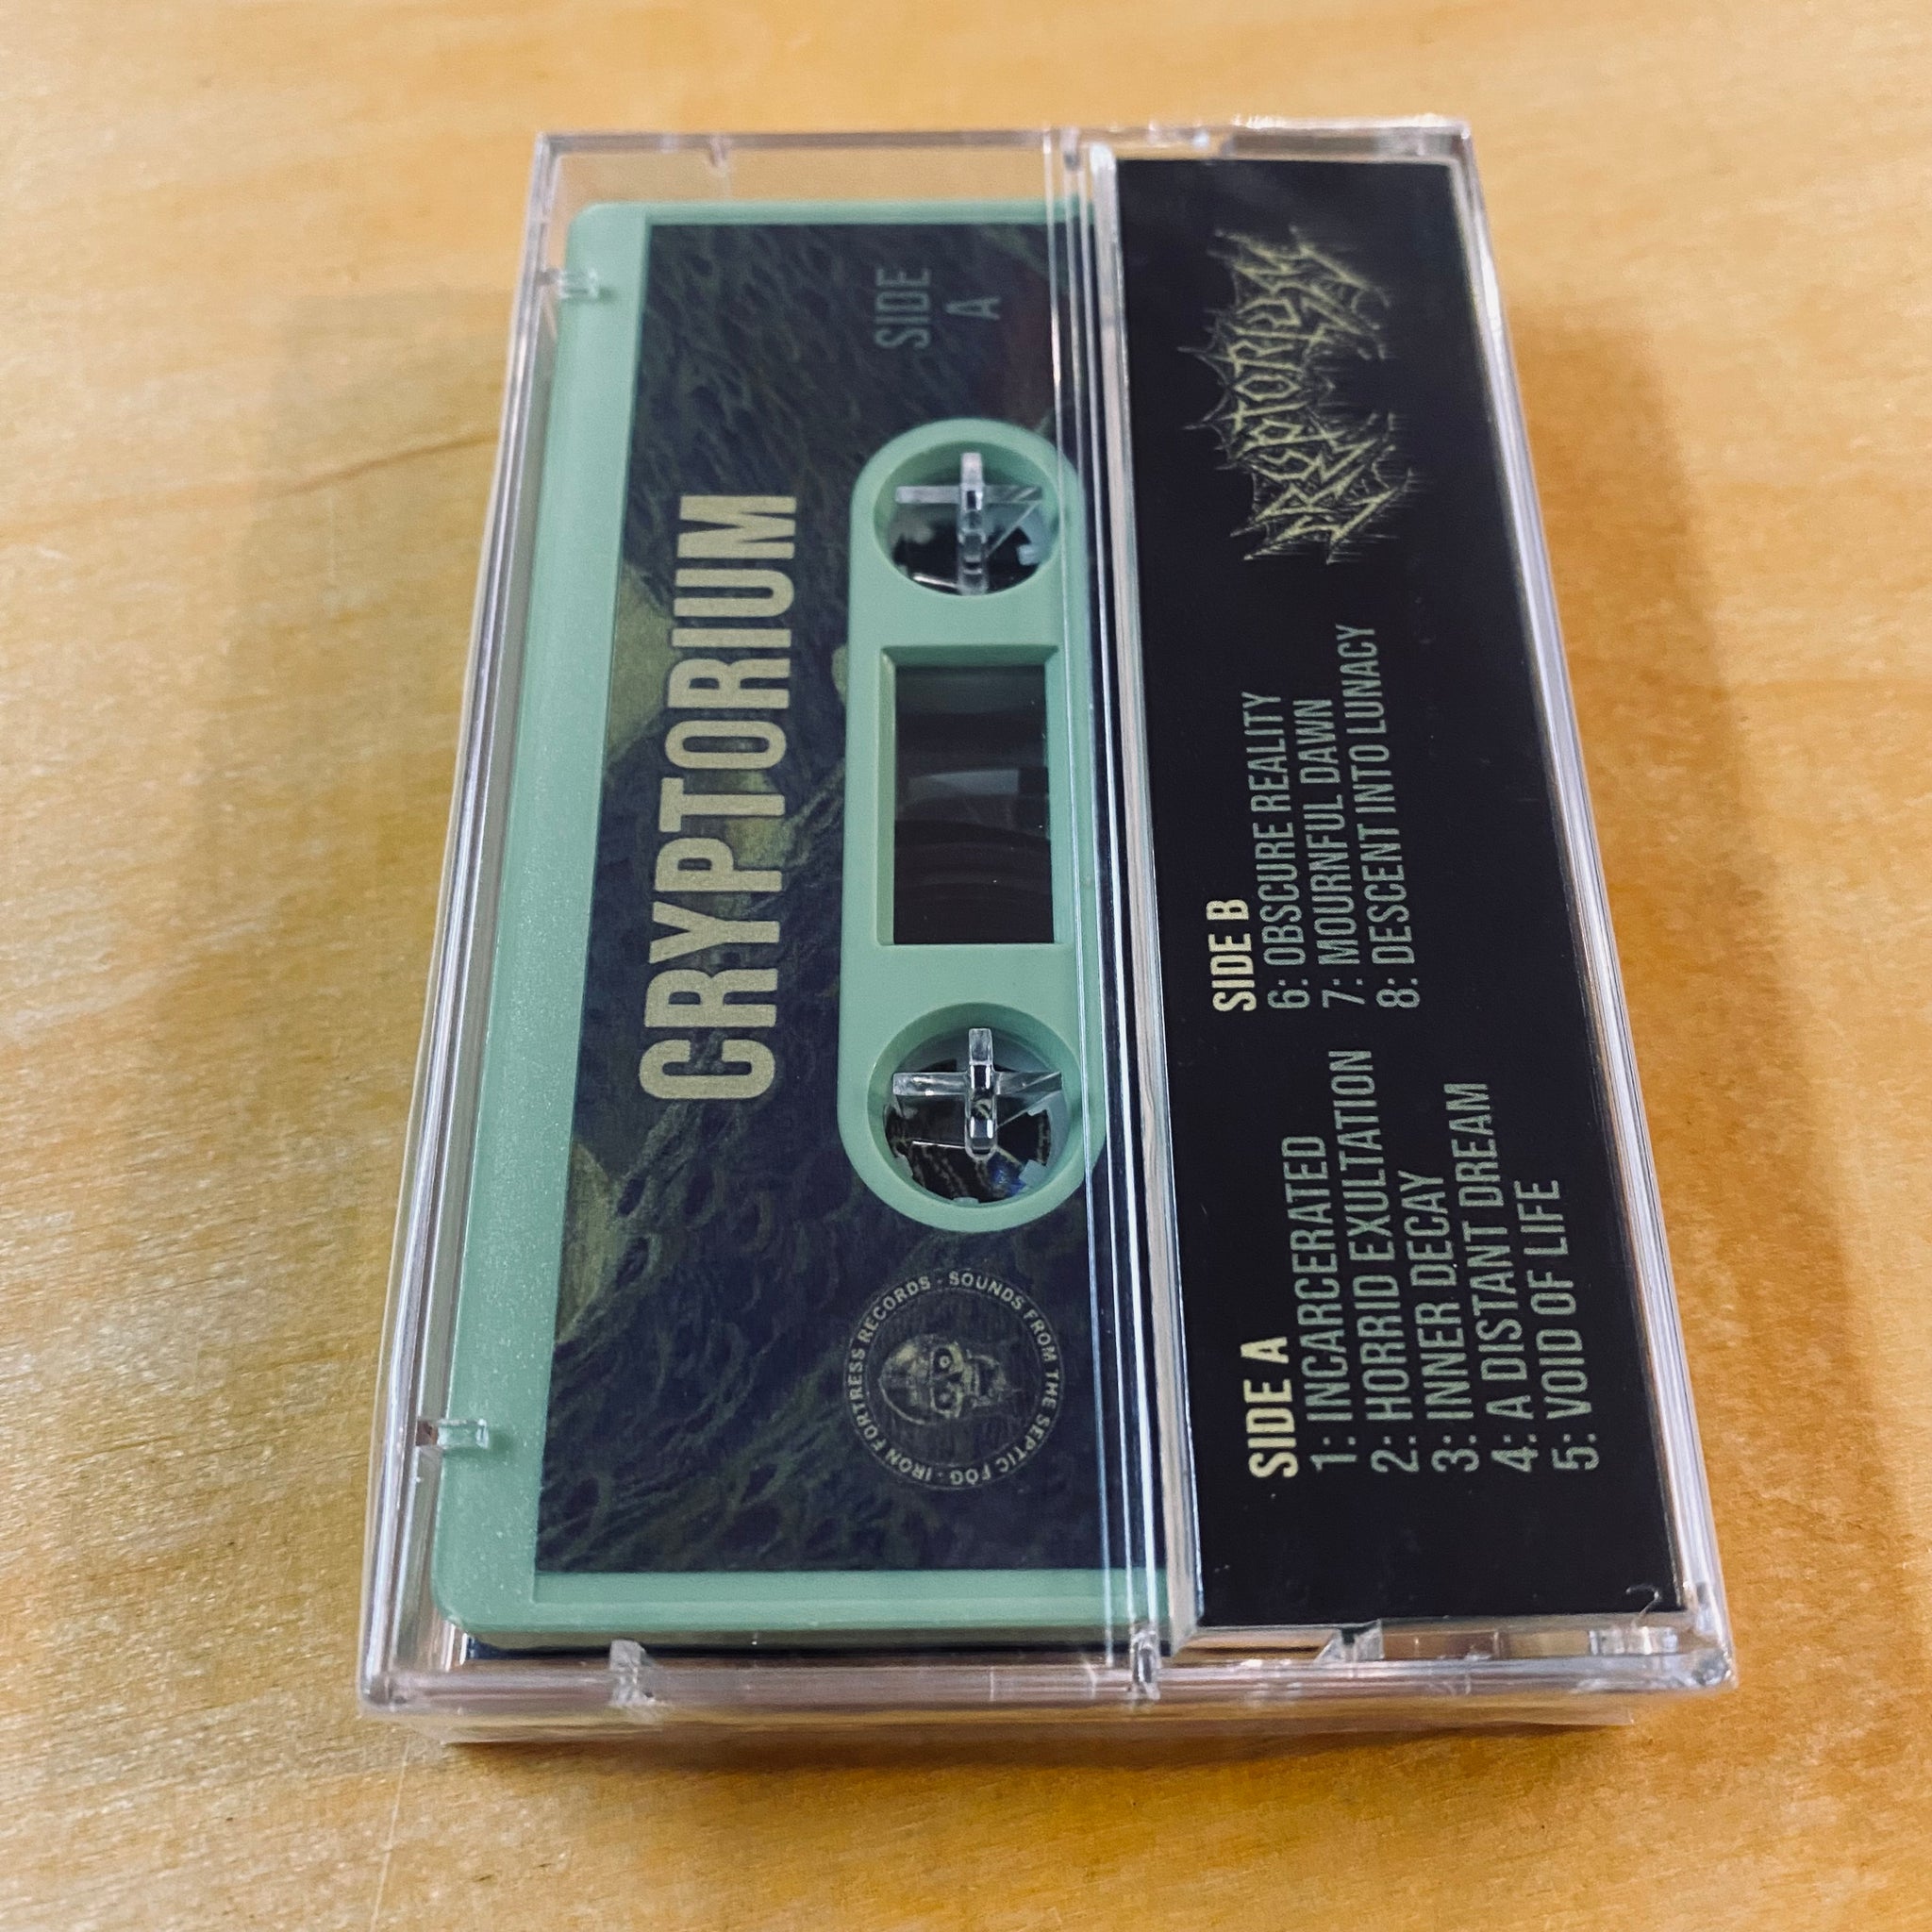 CRYPTORIUM
SIDE
A
IRON FORTRESS RECORDS · SOUNDS FROM THE SEPTIC FOG ·
SIDE A
1: INCARCERATED
2: HORRID EXULTATION
3: INNER DECAY
4: A DISTANT DREAM
5: VOID OF LIFE
SIDE B
6: OBSCURE REALITY
7: MOURNFUL DAWN
8: DESCENT INTO LUNACY
CRYPTORIUM